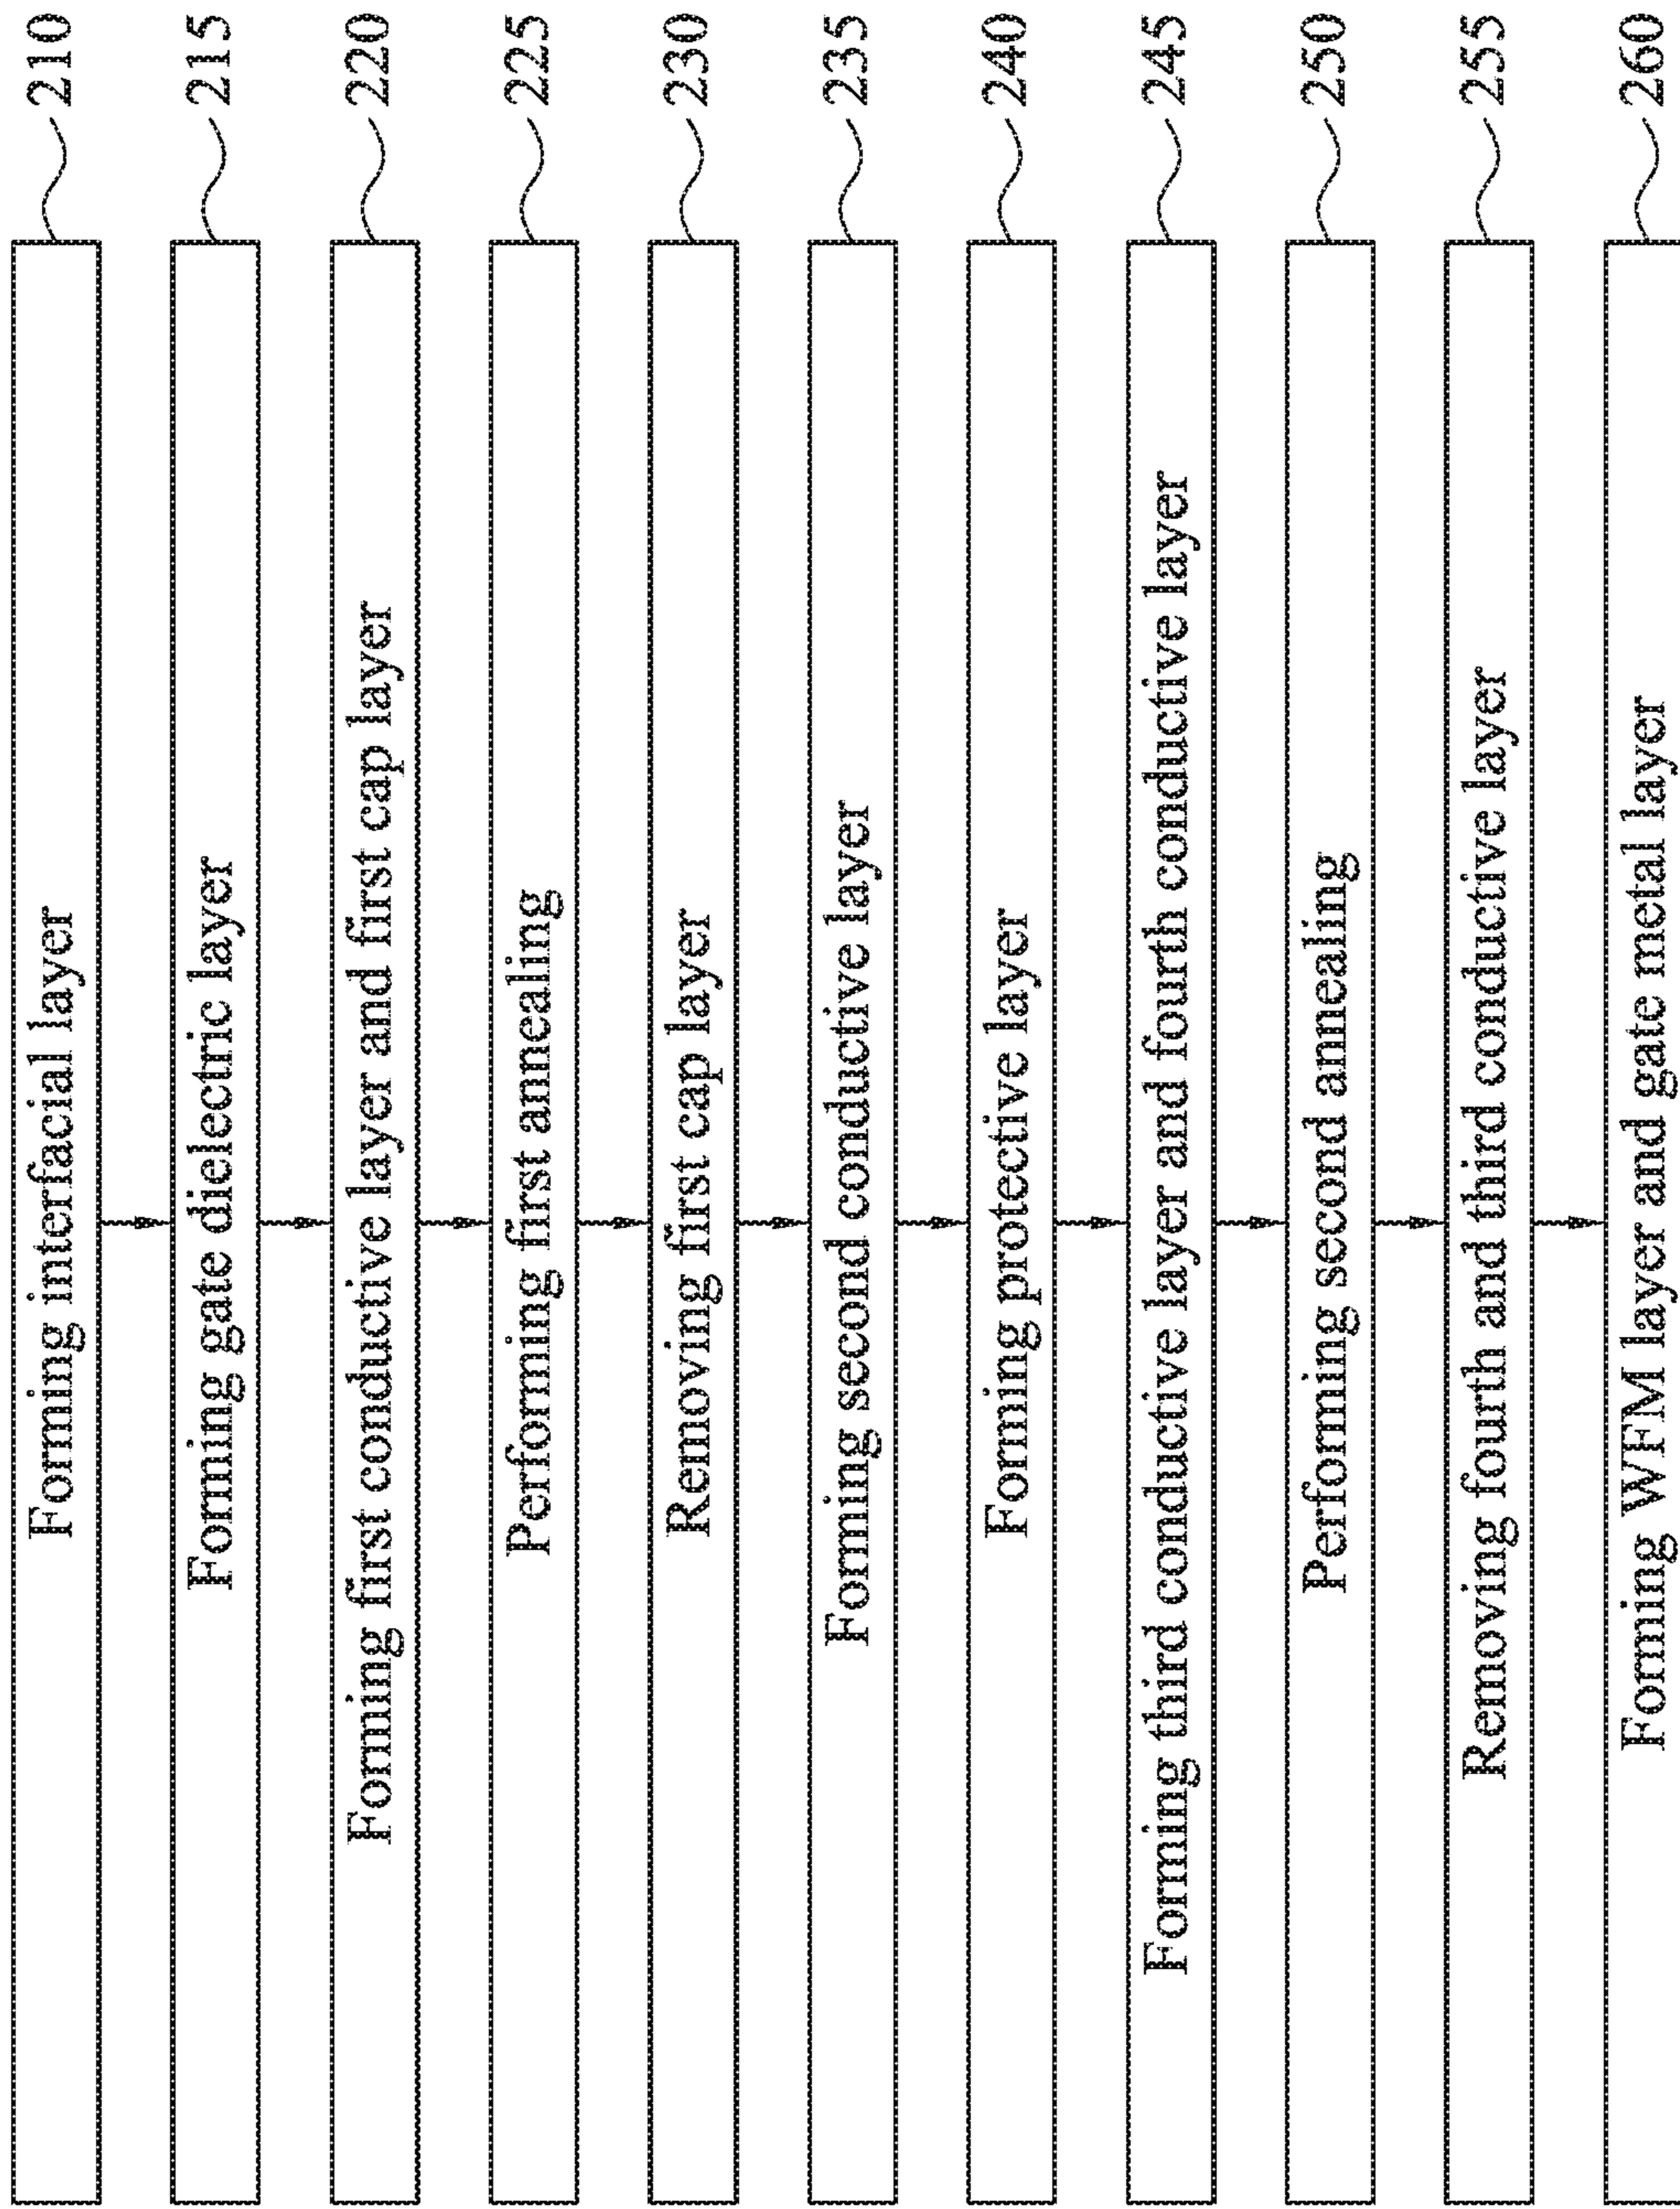 Forming interfacial layer 210
Forming gate dielectric layer 215
Forming first conductive layer and first cap layer 220
Performing first annealing 225
Removing first cap layer 230
Forming second conductive layer 235
Forming protective layer 240
Forming third conductive layer and fourth conductive layer 245
Performing second annealing 250
Removing fourth and third conductive layer 255
Forming WFM layer and gate metal layer 260